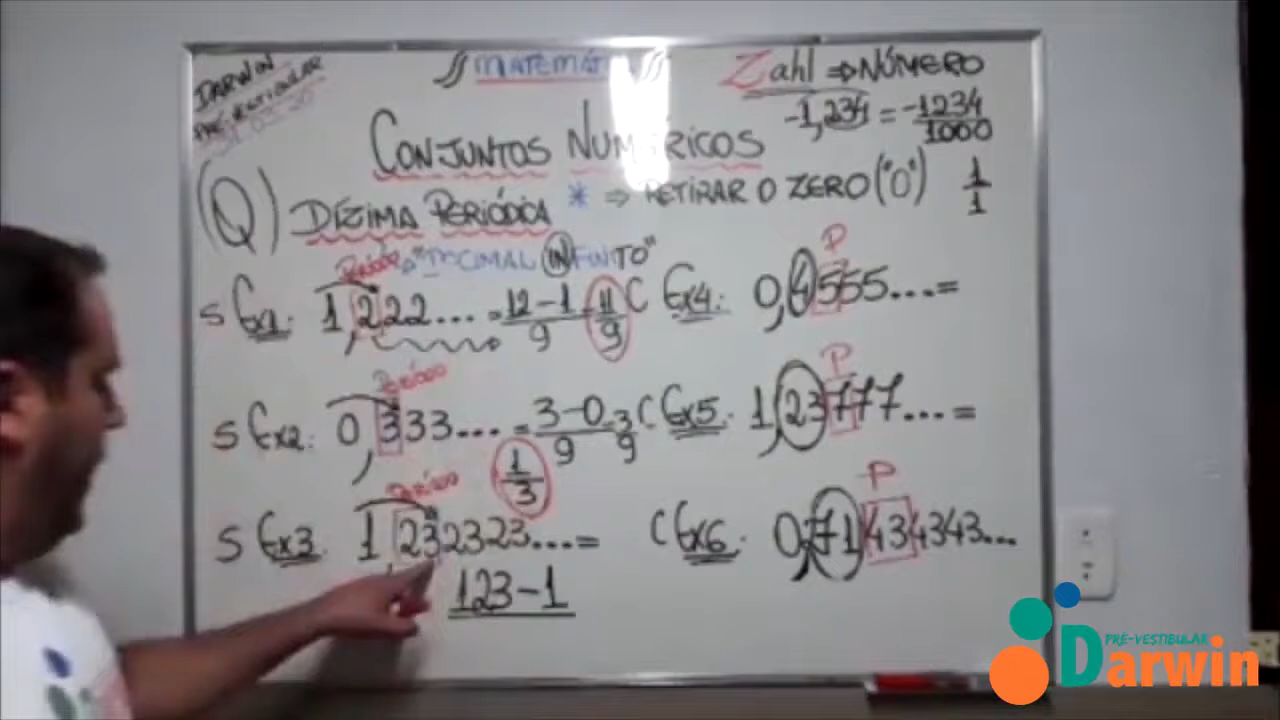 DARWIN
PRÉ-VESTIBULAR
MATEMÁT
Zahl ⇒ NÚMERO
-1,234 = -1234/1000
CONJUNTOS NUMÉRICOS
(Q) DÍZIMA PERIÓDICA * ⇒ RETIRAR O ZERO ("0") 1/1
Período "DECIMAL INFINITO"
S Ex1: 1,222... = 12-1/9 = 11/9
C Ex4: 0,4555... =
P
Período
S Ex2: 0,333... = 3-0/9 = 3/9
1/3
C Ex5: 1,23777... =
P
Período
S Ex3: 1,232323... =
123-1
C Ex6: 0,71434343...
P
PRÉ-VESTIBULAR
Darwin